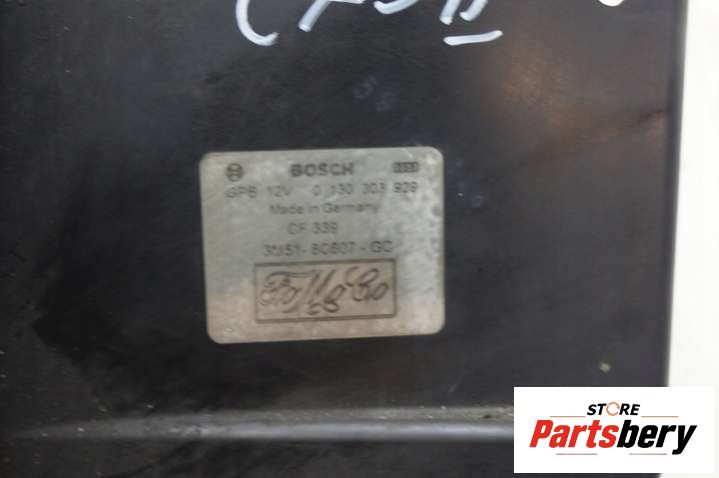 BOSCH
GPB 12V 0 130 303 929
Made in Germany
CF 339
3M51-8C607-GC
FoMoCo
STORE
Partsbery